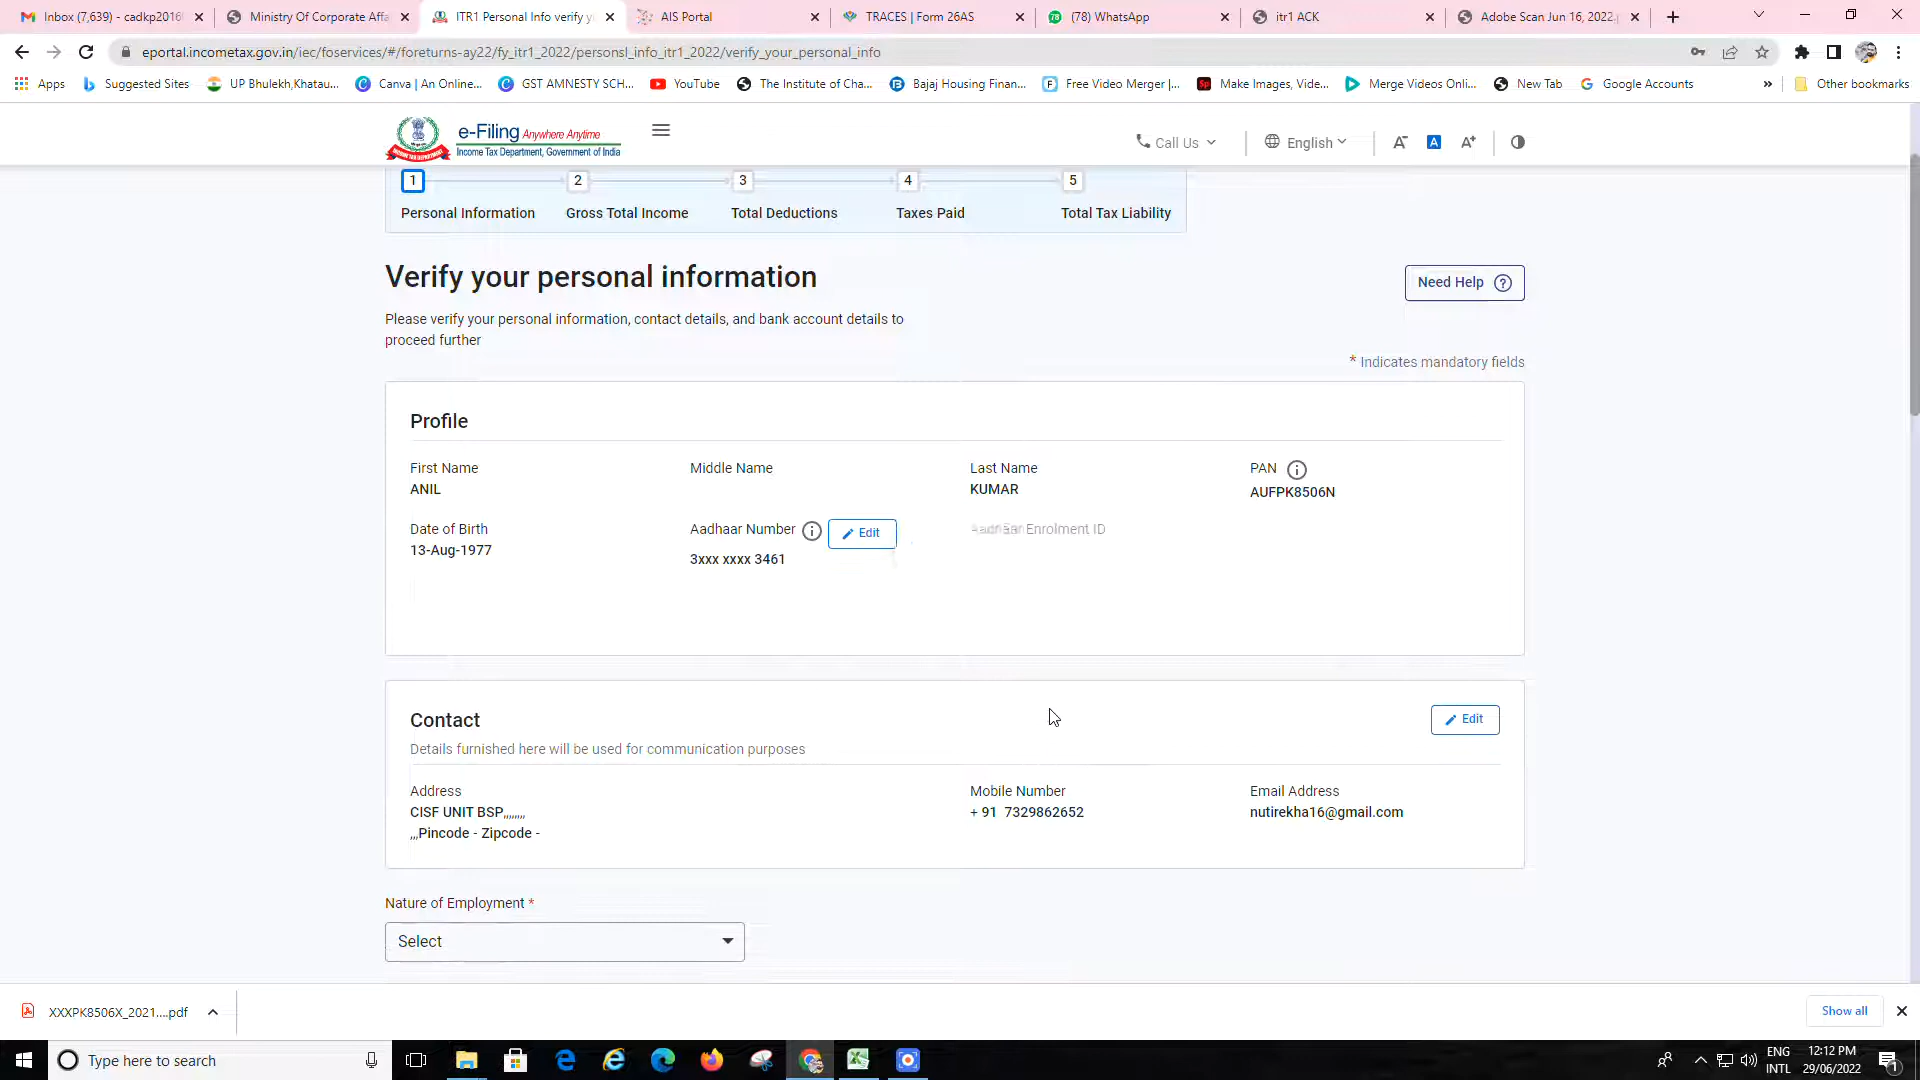 Inbox (7,639) - cadkp2016
Ministry Of Corporate Affa
ITR1 Personal Info verify y
AIS Portal
TRACES | Form 26AS
(78) WhatsApp
itr1 ACK
Adobe Scan Jun 16, 2022.p
eportal.incometax.gov.in/iec/foservices/#/foreturns-ay22/fy_itr1_2022/personsl_info_itr1_2022/verify_your_personal_info
Apps
Suggested Sites
UP Bhulekh,Khatau...
Canva | An Online...
GST AMNESTY SCH...
YouTube
The Institute of Cha...
Bajaj Housing Finan...
Free Video Merger |...
Make Images, Vide...
Merge Videos Onli...
New Tab
Google Accounts
»
Other bookmarks
e-Filing Anywhere Anytime
Income Tax Department, Government of India
Call Us
English
A-
A
A+
1
2
3
4
5
Personal Information
Gross Total Income
Total Deductions
Taxes Paid
Total Tax Liability
Verify your personal information
Need Help ?
Please verify your personal information, contact details, and bank account details to
proceed further
* Indicates mandatory fields
Profile
First Name
Middle Name
Last Name
PAN
ANIL
KUMAR
AUFPK8506N
Date of Birth
Aadhaar Number
Edit
Enrolment ID
13-Aug-1977
3xxx xxxx 3461
Contact
Edit
Details furnished here will be used for communication purposes
Address
Mobile Number
Email Address
CISF UNIT BSP,,,,,,,,
+ 91 7329862652
nutirekha16@gmail.com
,,,Pincode - Zipcode -
Nature of Employment *
Select
XXXPK8506X_2021....pdf
Show all
Type here to search
ENG
INTL
12:12 PM
29/06/2022
1